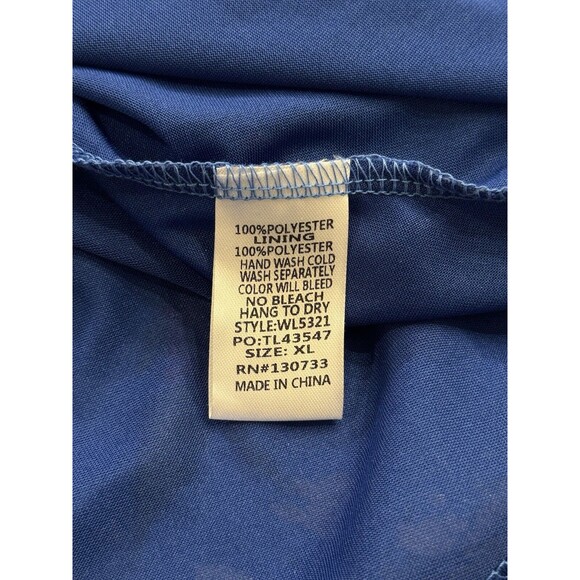 100%POLYESTER
LINING
100%POLYESTER
HAND WASH COLD
WASH SEPARATELY
COLOR WILL BLEED
NO BLEACH
HANG TO DRY
STYLE:WL5321
PO:TL43547
SIZE: XL
RN#130733
MADE IN CHINA